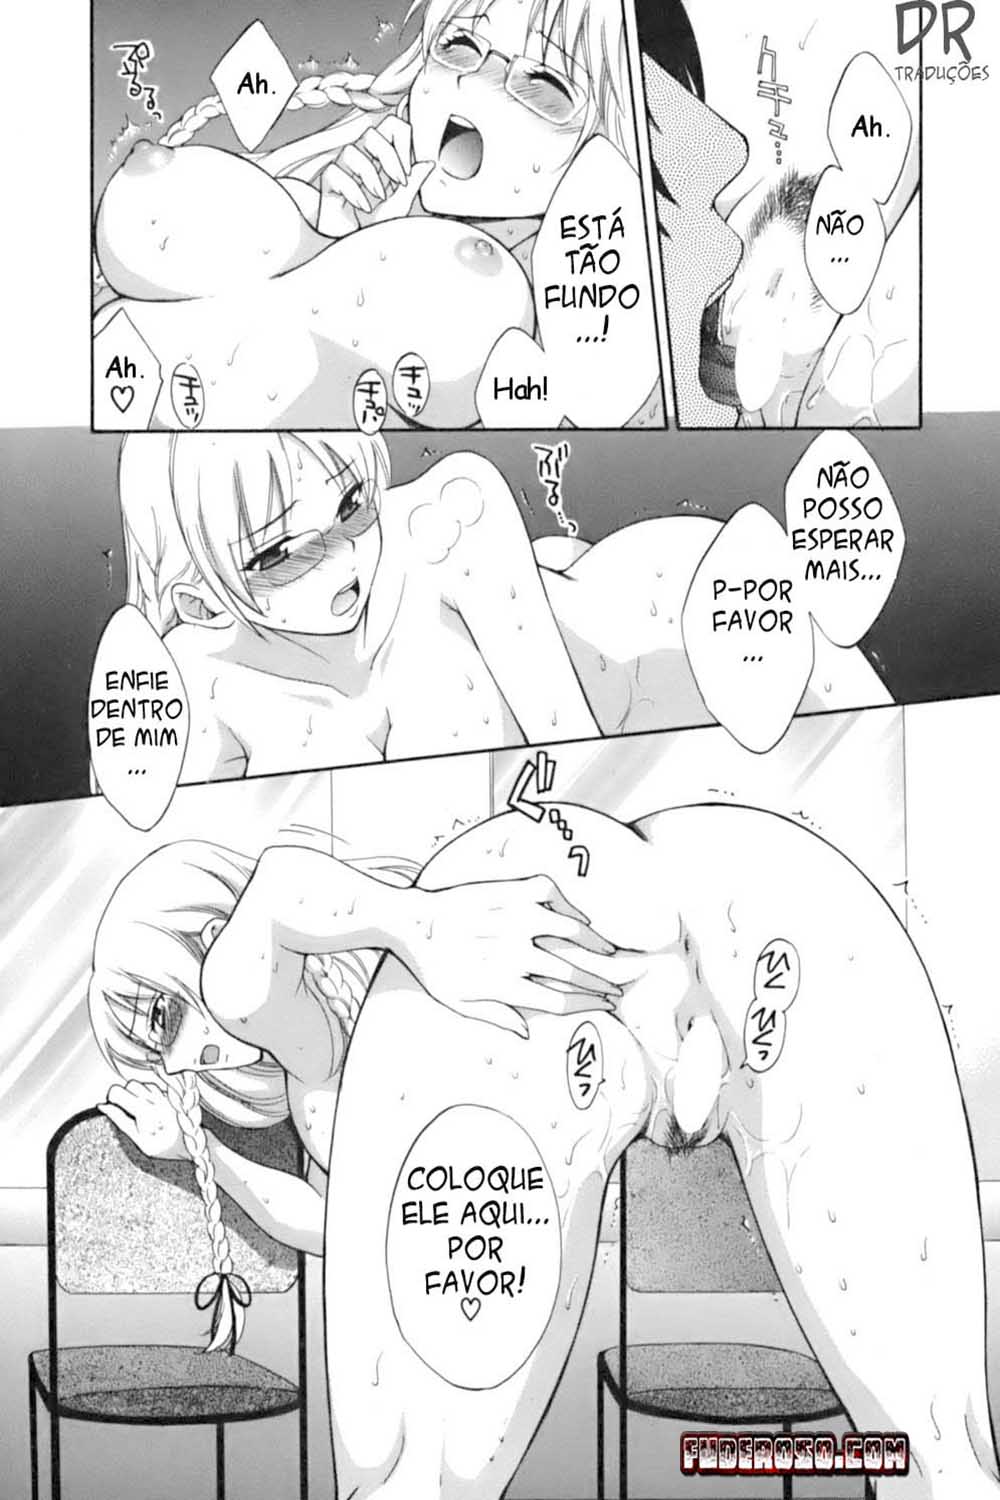 DR
TRADUÇÕES
Ah.
Ah.
NÃO
...
ESTÁ
TÃO
FUNDO
...!
Hah!
Ah.
♡
NÃO
POSSO
ESPERAR
MAIS...
P-POR
FAVOR
...
ENFIE
DENTRO
DE MIM
...
COLOQUE
ELE AQUI...
POR
FAVOR!
♡
FUDEROSO.COM